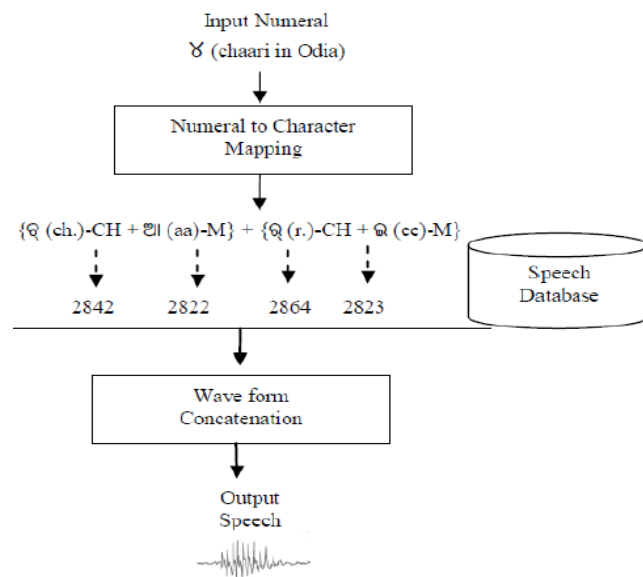 Input Numeral
୪ (chaari in Odia)
Numeral to Character
Mapping
{ଚ୍ (ch.)-CH + ଆ (aa)-M} + {ର୍ (r.)-CH + ଇ (ee)-M}
2842 2822 2864 2823
Speech
Database
Wave form
Concatenation
Output
Speech